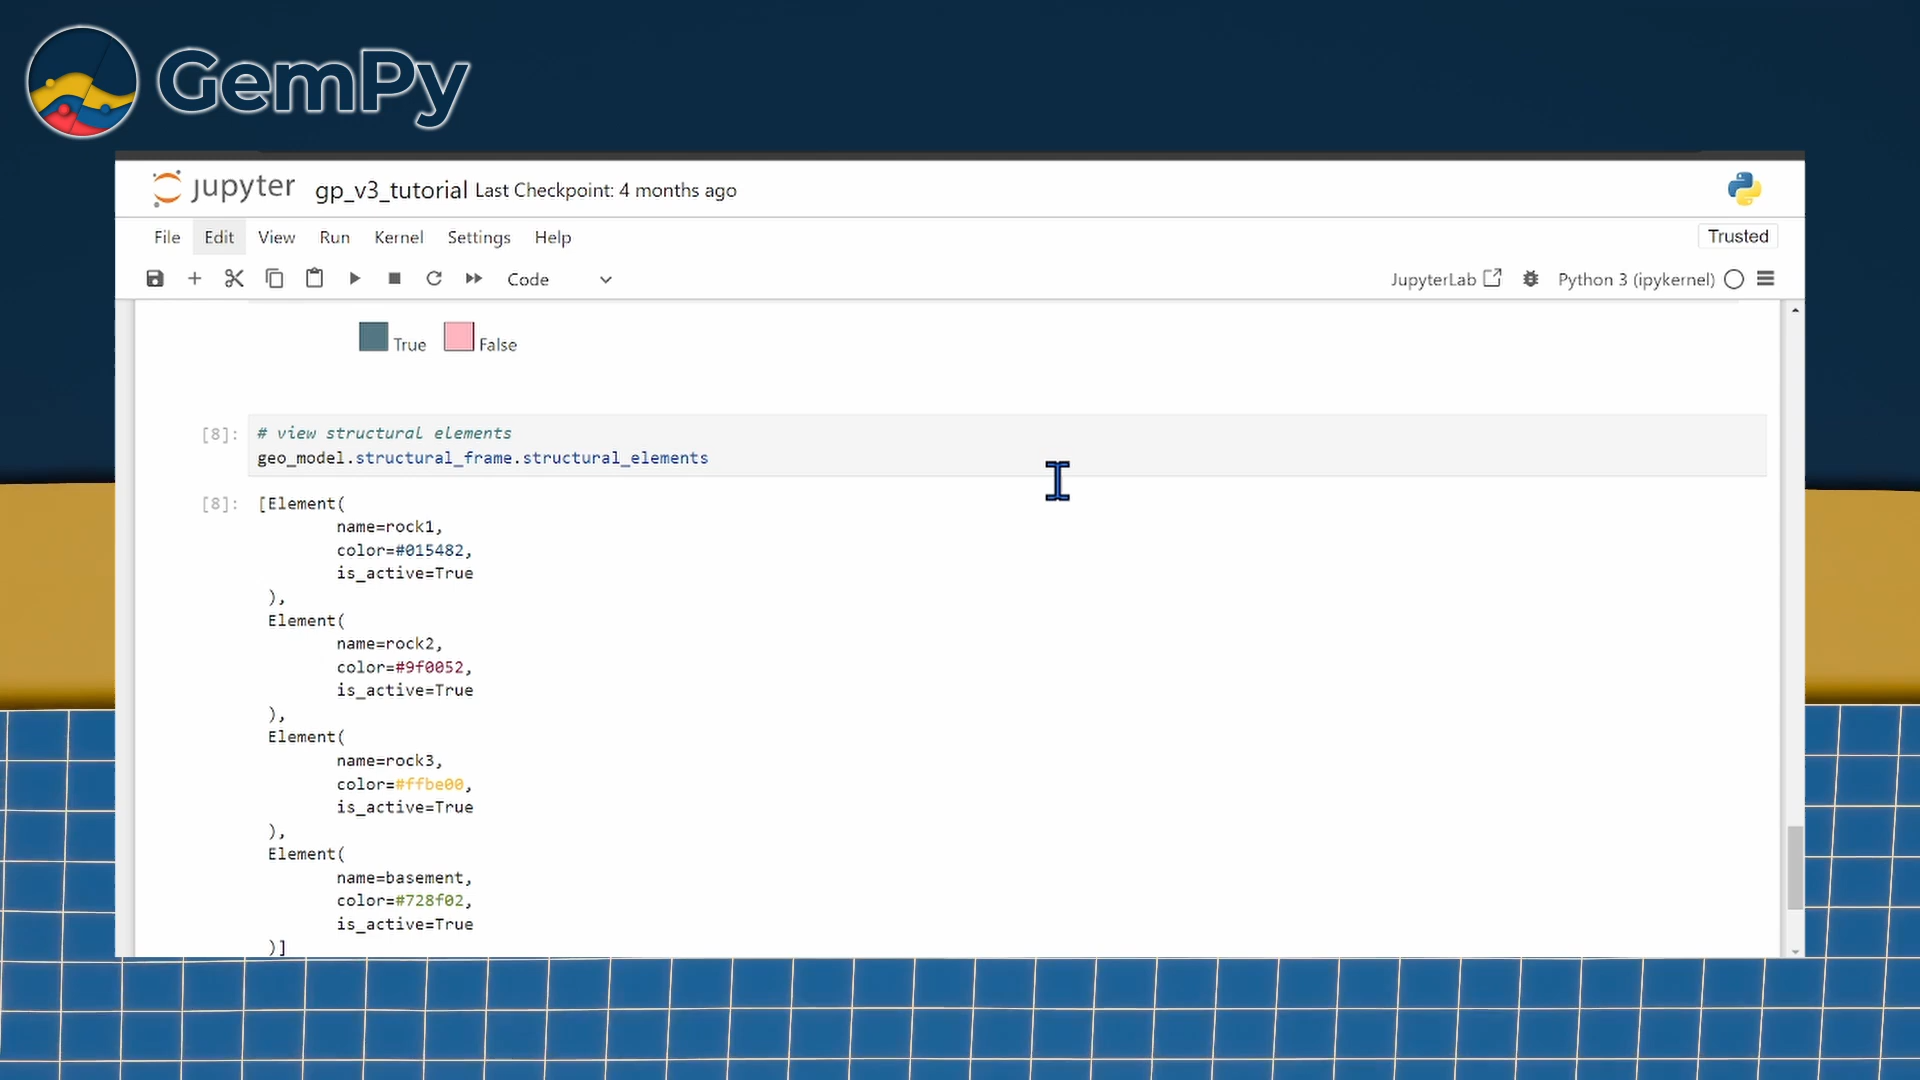 GemPy
jupyter gp_v3_tutorial Last Checkpoint: 4 months ago
File Edit View Run Kernel Settings Help
Trusted
Code
JupyterLab Python 3 (ipykernel)
True False
[8]: # view structural elements
geo_model.structural_frame.structural_elements
[8]: [Element(
name=rock1,
color=#015482,
is_active=True
),
Element(
name=rock2,
color=#9f0052,
is_active=True
),
Element(
name=rock3,
color=#ffbe00,
is_active=True
),
Element(
name=basement,
color=#728f02,
is_active=True
)]